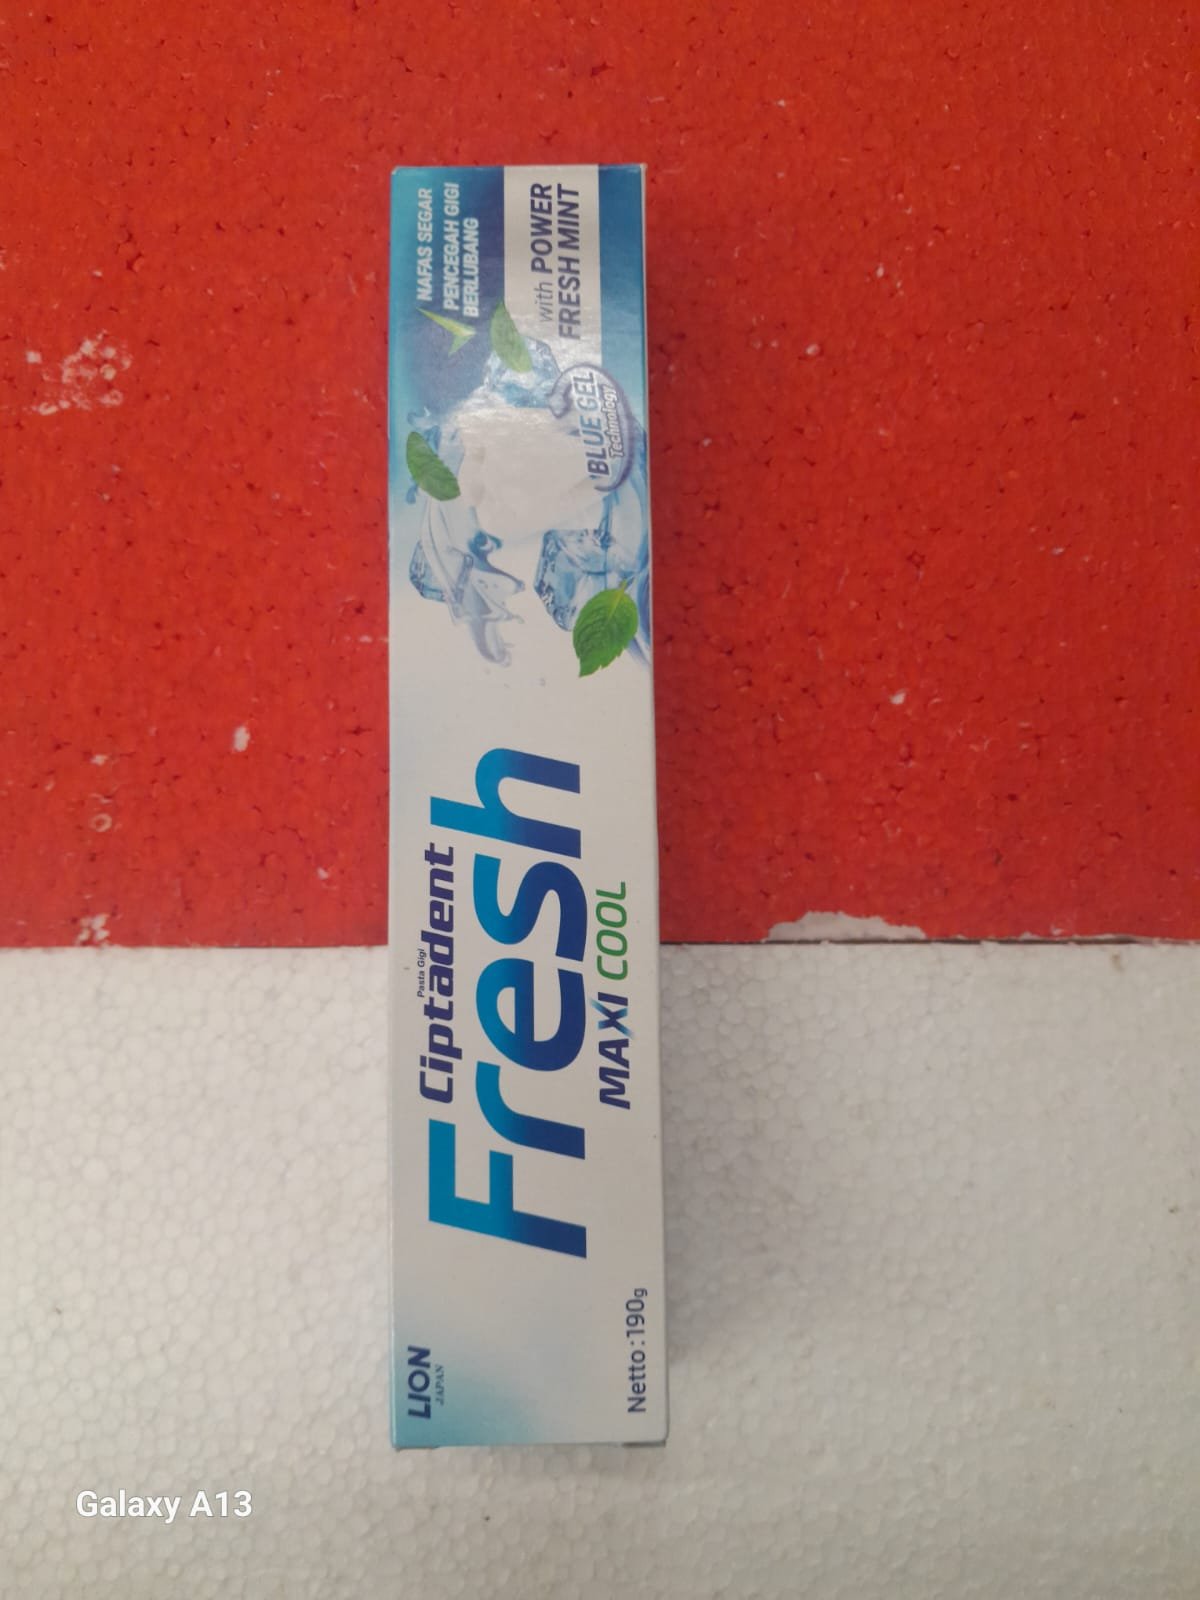 LION
JAPAN
Pasta Gigi
Ciptadent
Fresh
MAXI COOL
Netto : 190g
NAFAS SEGAR
PENCEGAH GIGI
BERLUBANG
with POWER
FRESH MINT
BLUE GEL
Technology
Galaxy A13